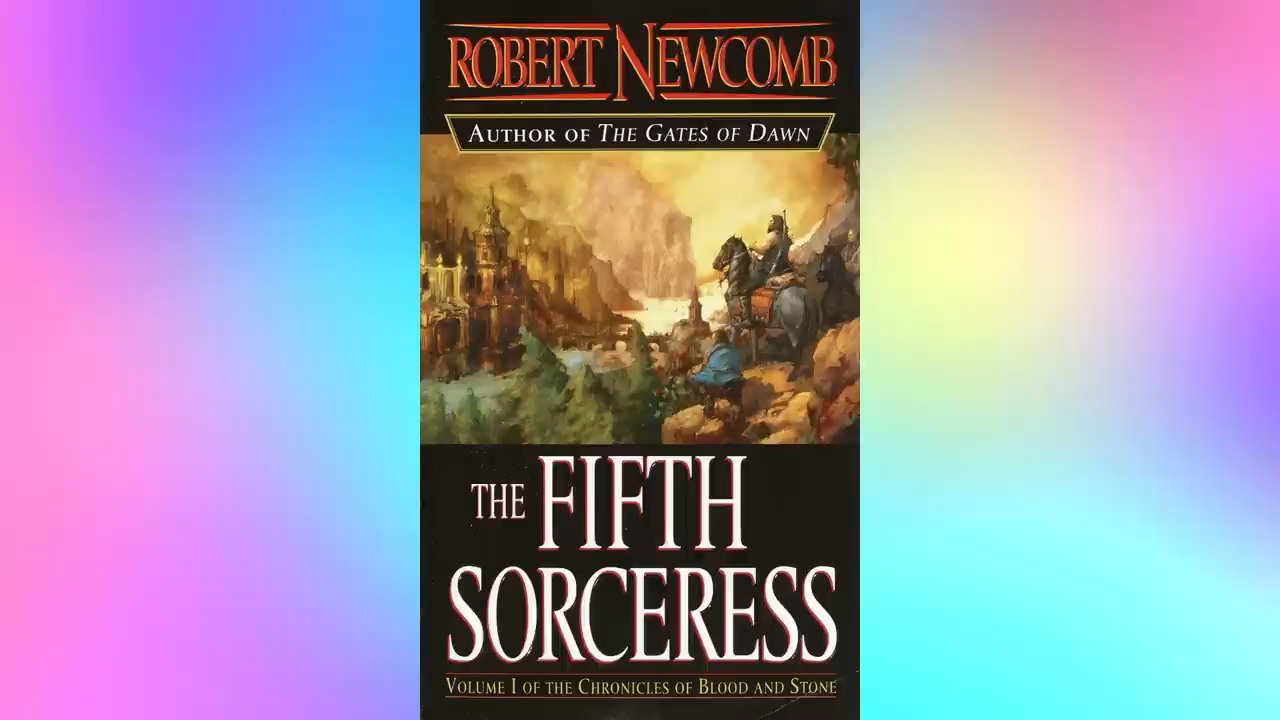 ROBERT NEWCOMB
AUTHOR OF THE GATES OF DAWN
THE FIFTH
SORCERESS
VOLUME I OF THE CHRONICLES OF BLOOD AND STONE